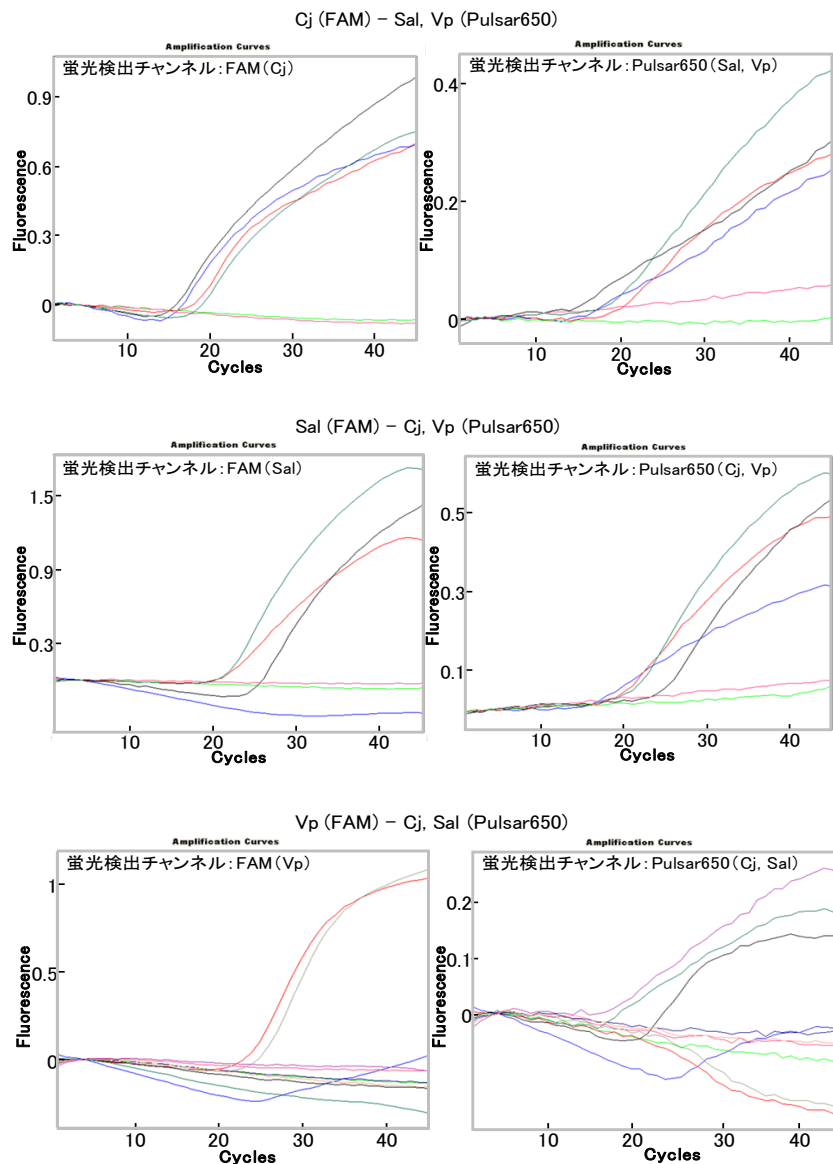 Cj (FAM) − Sal, Vp (Pulsar650)
Amplification Curves
蛍光検出チャンネル：FAM(Cj)
0.9
0.6
0.3
0
Fluorescence
10 20 30 40
Cycles
Amplification Curves
蛍光検出チャンネル：Pulsar650(Sal, Vp)
0.4
0.2
0
Fluorescence
10 20 30 40
Cycles
Sal (FAM) − Cj, Vp (Pulsar650)
Amplification Curves
蛍光検出チャンネル：FAM(Sal)
1.5
0.9
0.3
Fluorescence
10 20 30 40
Cycles
Amplification Curves
蛍光検出チャンネル：Pulsar650(Cj, Vp)
0.5
0.3
0.1
Fluorescence
10 20 30 40
Cycles
Vp (FAM) − Cj, Sal (Pulsar650)
Amplification Curves
蛍光検出チャンネル：FAM(Vp)
1
0.5
0
Fluorescence
10 20 30 40
Cycles
Amplification Curves
蛍光検出チャンネル：Pulsar650(Cj, Sal)
0.2
0.1
0
Fluorescence
10 20 30 40
Cycles